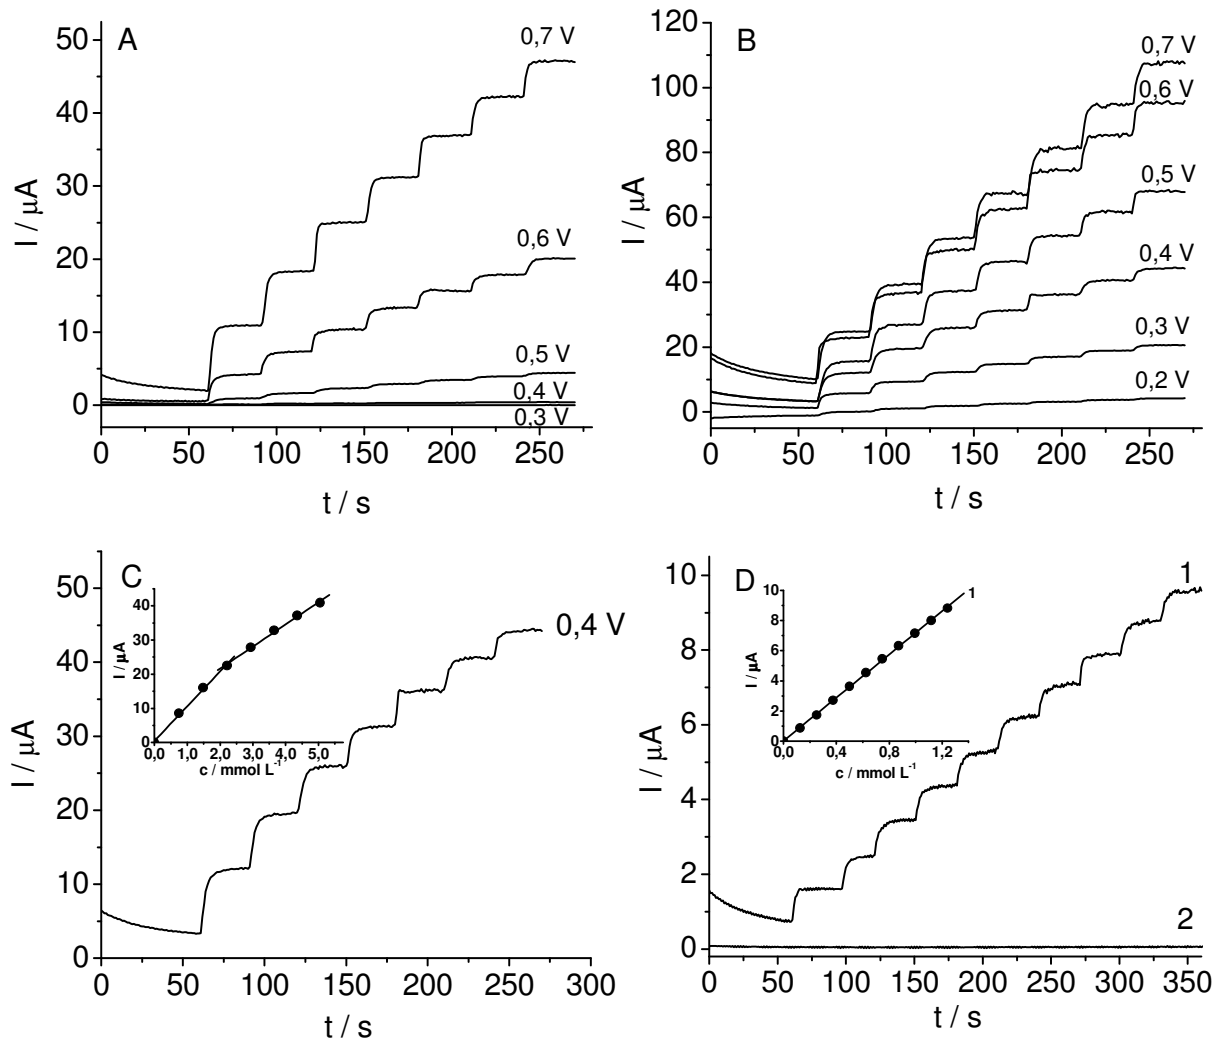 A
0,7 V
0,6 V
0,5 V
0,4 V
0,3 V
50
40
30
20
10
0
I / µA
0 50 100 150 200 250
t / s
B
0,7 V
0,6 V
0,5 V
0,4 V
0,3 V
0,2 V
120
100
80
60
40
20
0
I / µA
0 50 100 150 200 250
t / s
C
0,4 V
50
40
30
20
10
0
I / µA
0 50 100 150 200 250 300
t / s
40
30
20
10
0
I / µA
0,0 1,0 2,0 3,0 4,0 5,0
c / mmol L⁻¹
D
1
2
10
8
6
4
2
0
I / µA
0 50 100 150 200 250 300 350
t / s
1
10
8
6
4
2
0
I / µA
0,0 0,4 0,8 1,2
c / mmol L⁻¹